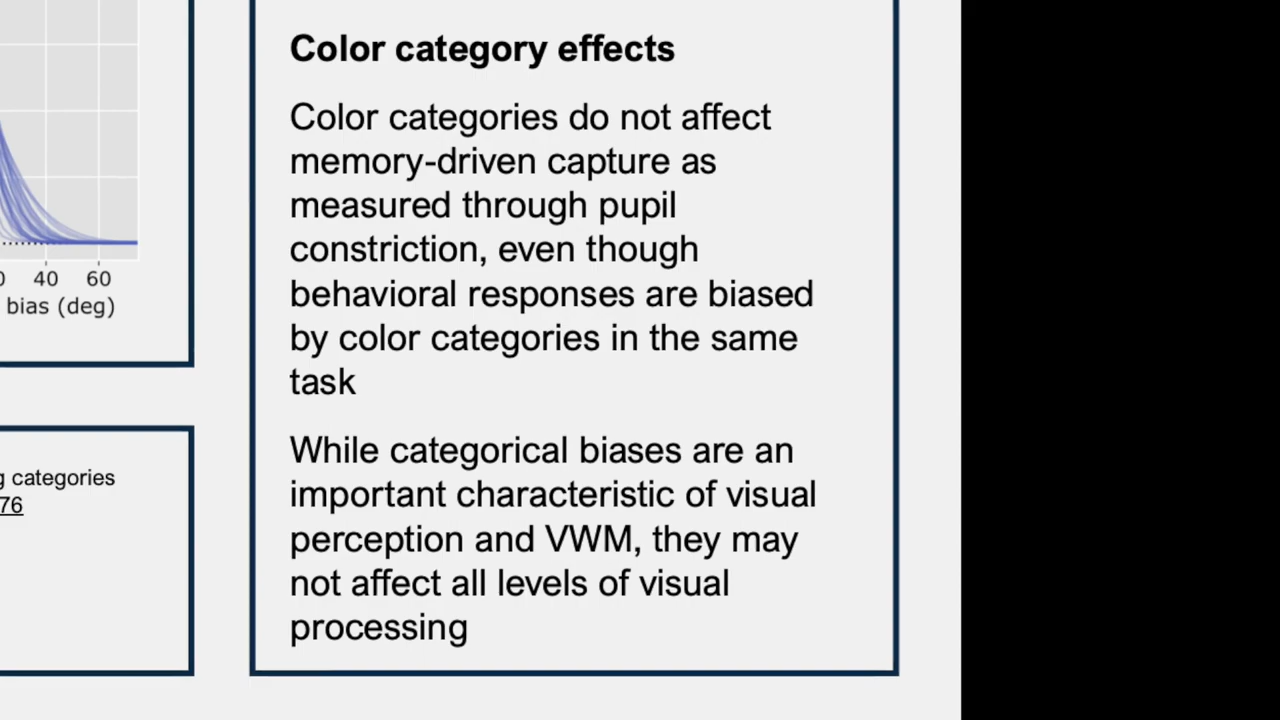 40 60
bias (deg)
categories
76
Color category effects
Color categories do not affect
memory-driven capture as
measured through pupil
constriction, even though
behavioral responses are biased
by color categories in the same
task
While categorical biases are an
important characteristic of visual
perception and VWM, they may
not affect all levels of visual
processing